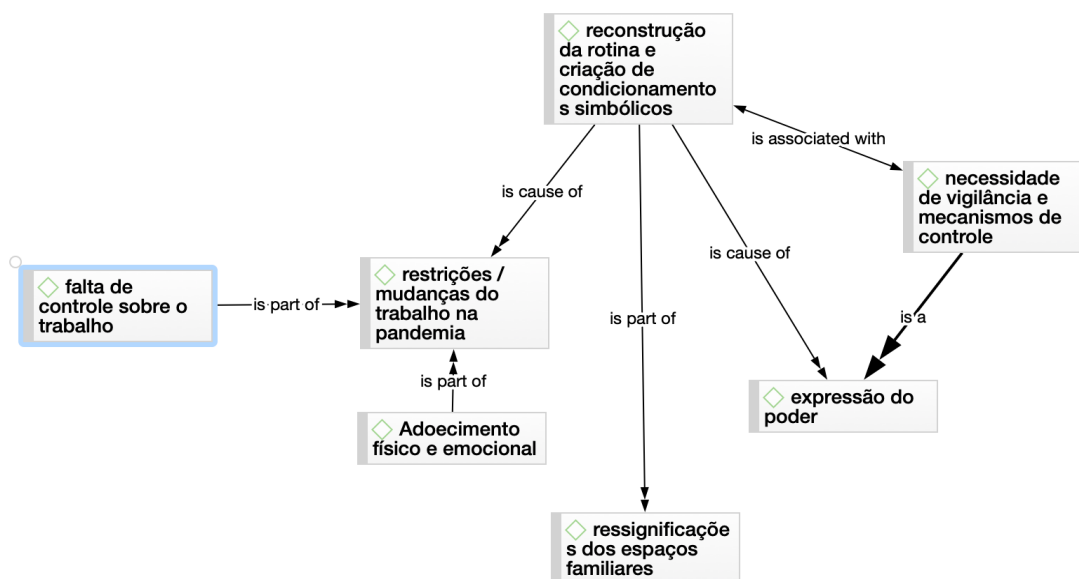 reconstrução
da rotina e
criação de
condicionamento
s simbólicos
is associated with
necessidade
de vigilância e
mecanismos de
controle
is cause of
is cause of
falta de
controle sobre o
trabalho
is part of
restrições /
mudanças do
trabalho na
pandemia
is part of
is a
is part of
Adoecimento
físico e emocional
expressão do
poder
ressignificaçõe
s dos espaços
familiares